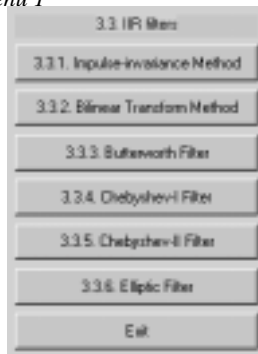 3.3. IIR filters
3.3.1. Impulse-invariance Method
3.3.2. Bilinear Transform Method
3.3.3. Butterworth Filter
3.3.4. Chebyshev-I Filter
3.3.5. Chebyshev-II Filter
3.3.6. Elliptic Filter
Exit